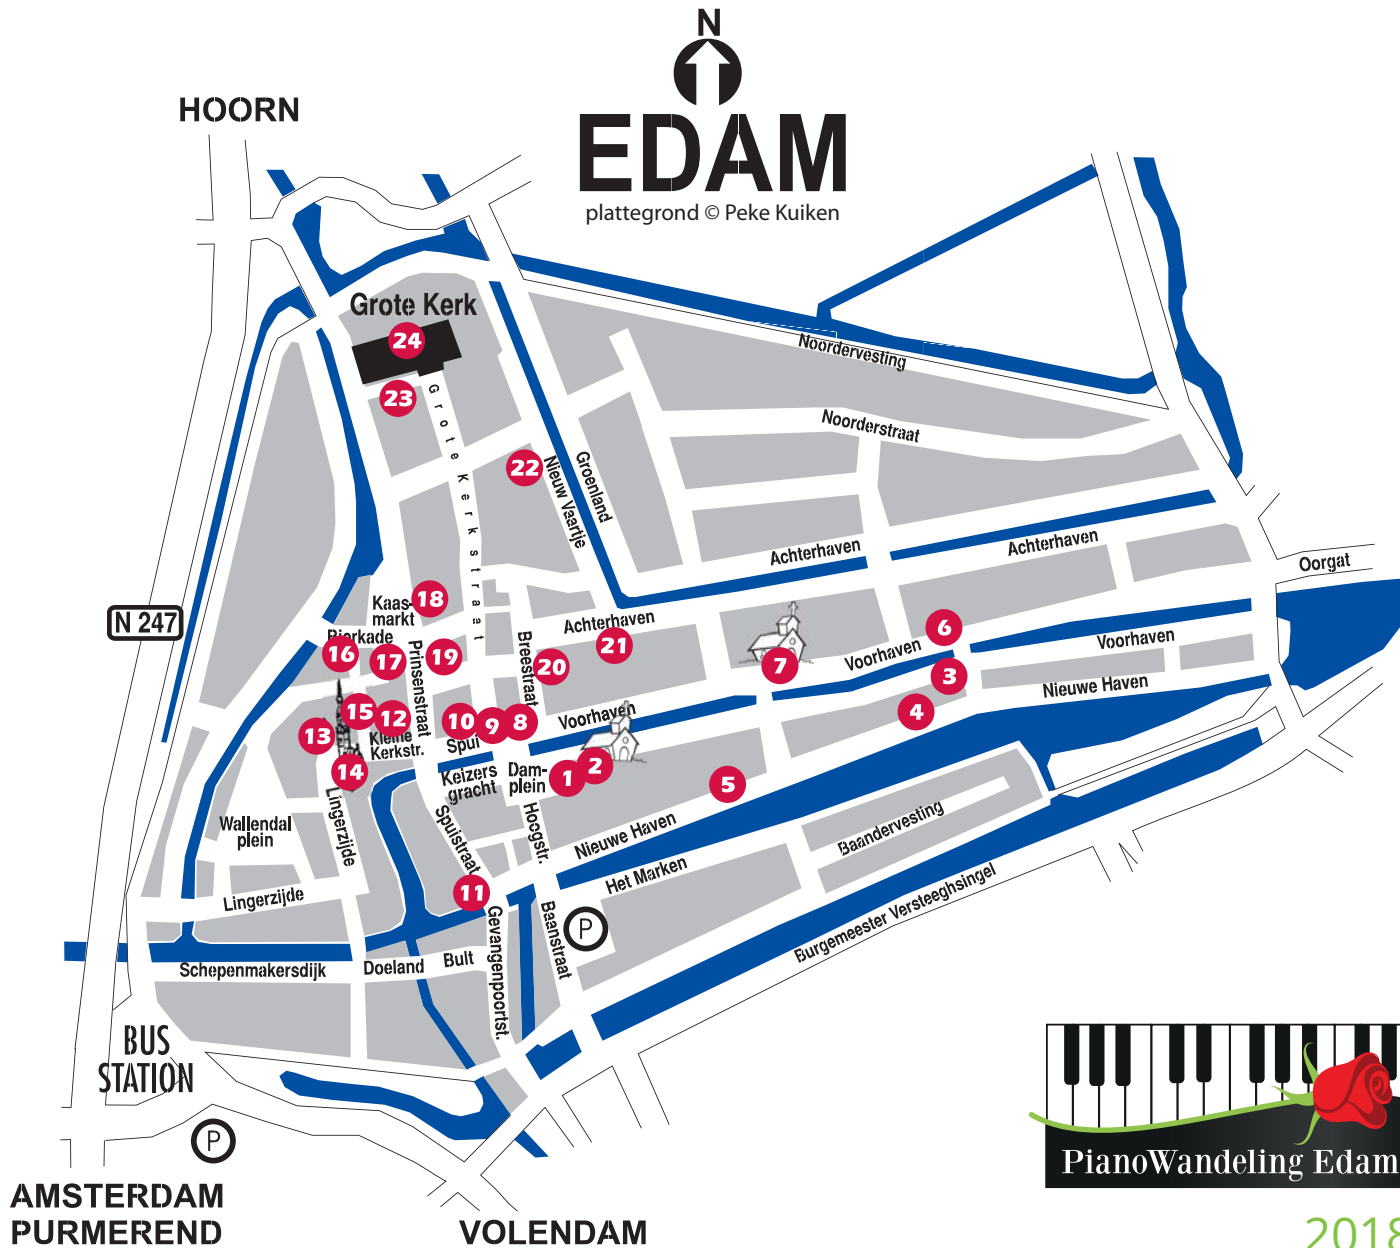 N
EDAM
plattegrond © Peke Kuiken
HOORN
Grote Kerk
24
23
Grote Kerkstraat
Noordervesting
Noorderstraat
22
Nieuw Vaartje
Groenland
Achterhaven
Achterhaven
Oorgat
N 247
Kaas-
markt
18
Bierkade
16
17
Prinsenstraat
19
Breestraat
20
Achterhaven
21
7
Voorhaven
6
3
Voorhaven
Nieuwe Haven
4
15
12
13
Kleine
Kerkstr.
14
10
9
8
Spui
Voorhaven
Keizers
gracht
Dam-
plein
1
2
5
Lingerzijde
Wallendal
plein
Spuistraat
Hoogstr.
Nieuwe Haven
Het Marken
Baandervesting
Lingerzijde
11
Gevangenpoortst.
Baanstraat
P
Burgemeester Versteeghsingel
Schepenmakersdijk
Doeland
Bult
BUS
STATION
P
AMSTERDAM
PURMEREND
VOLENDAM
PianoWandeling Edam
2018